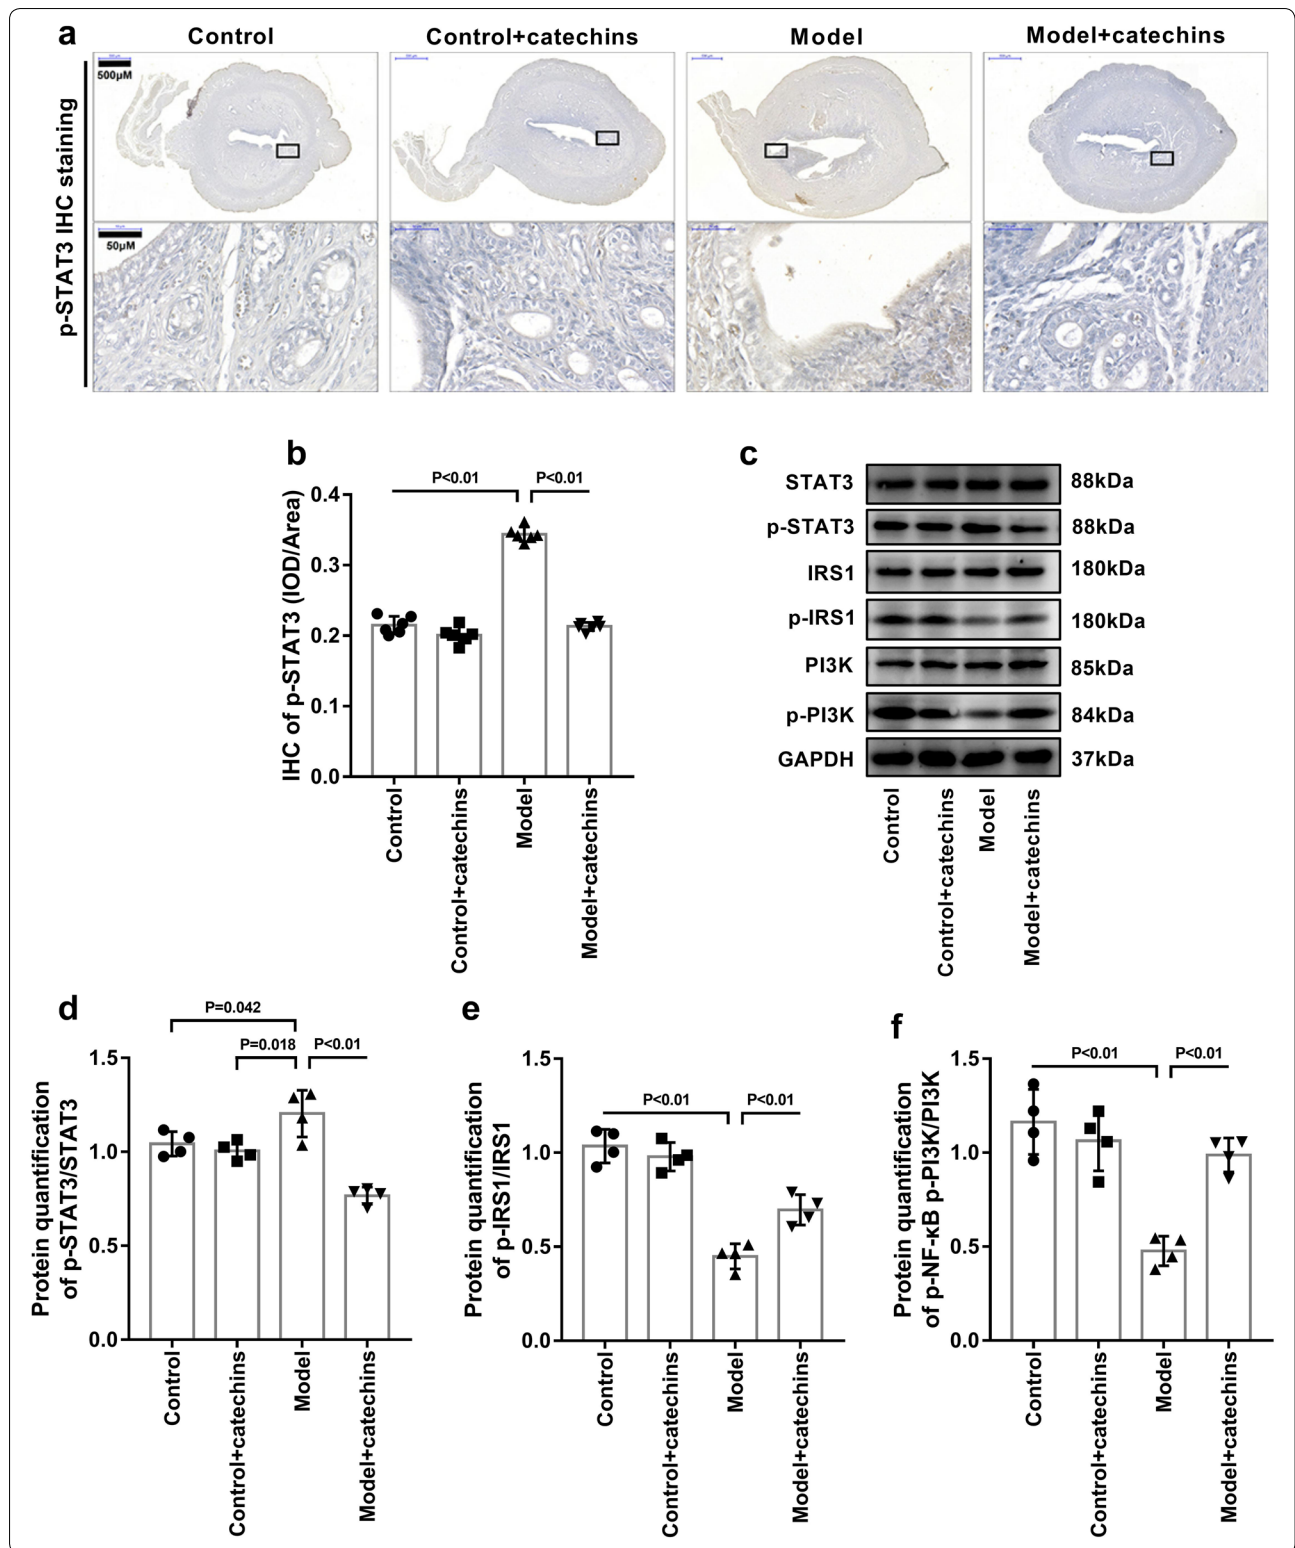 a
Control
Control+catechins
Model
Model+catechins
p-STAT3 IHC staining
500μM
50μM
b
IHC of p-STAT3 (IOD/Area)
P<0.01
P<0.01
0.4
0.3
0.2
0.1
0.0
Control
Control+catechins
Model
Model+catechins
c
STAT3
88kDa
p-STAT3
88kDa
IRS1
180kDa
p-IRS1
180kDa
PI3K
85kDa
p-PI3K
84kDa
GAPDH
37kDa
Control
Control+catechins
Model
Model+catechins
d
Protein quantification
of p-STAT3/STAT3
P=0.042
P=0.018
P<0.01
1.5
1.0
0.5
0.0
Control
Control+catechins
Model
Model+catechins
e
Protein quantification
of p-IRS1/IRS1
P<0.01
P<0.01
1.5
1.0
0.5
0.0
Control
Control+catechins
Model
Model+catechins
f
Protein quantification
of p-NF-κB p-PI3K/PI3K
P<0.01
P<0.01
1.5
1.0
0.5
0.0
Control
Control+catechins
Model
Model+catechins